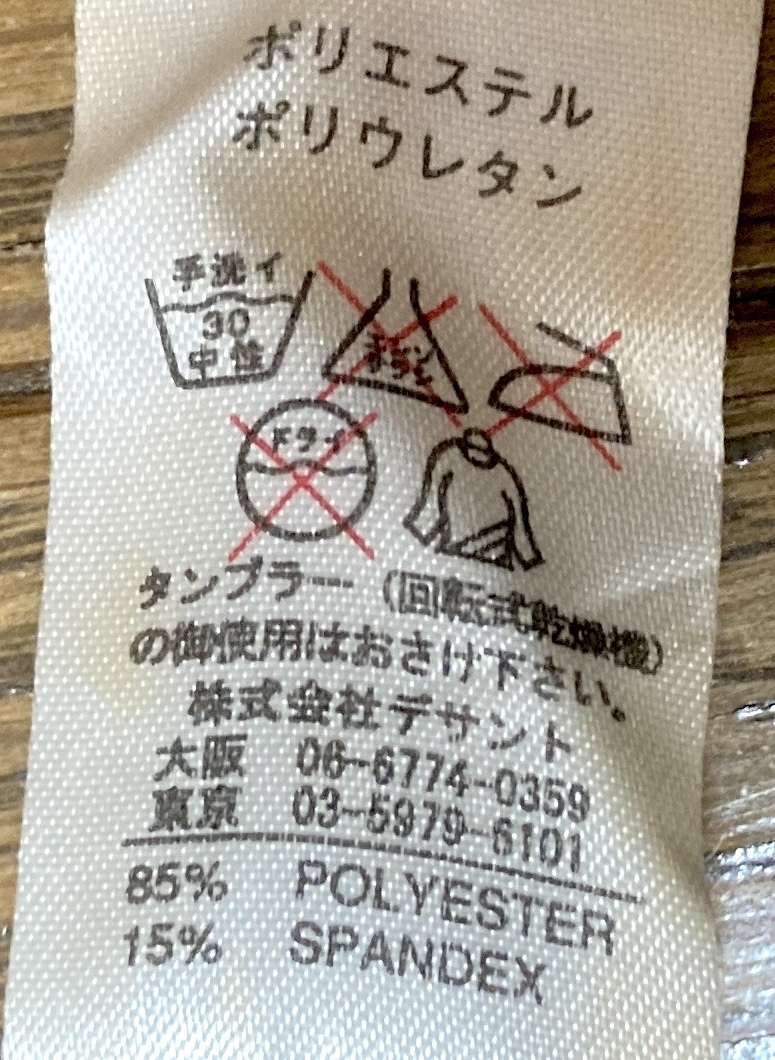 ポリエステル
ポリウレタン
手洗イ
30
中性
エンソ
サラシ
ドライ
タンブラー（回転式乾燥機）
の御使用はおさけ下さい。
株式会社デサント
大阪 06-6774-0359
東京 03-5979-6101
85% POLYESTER
15% SPANDEX